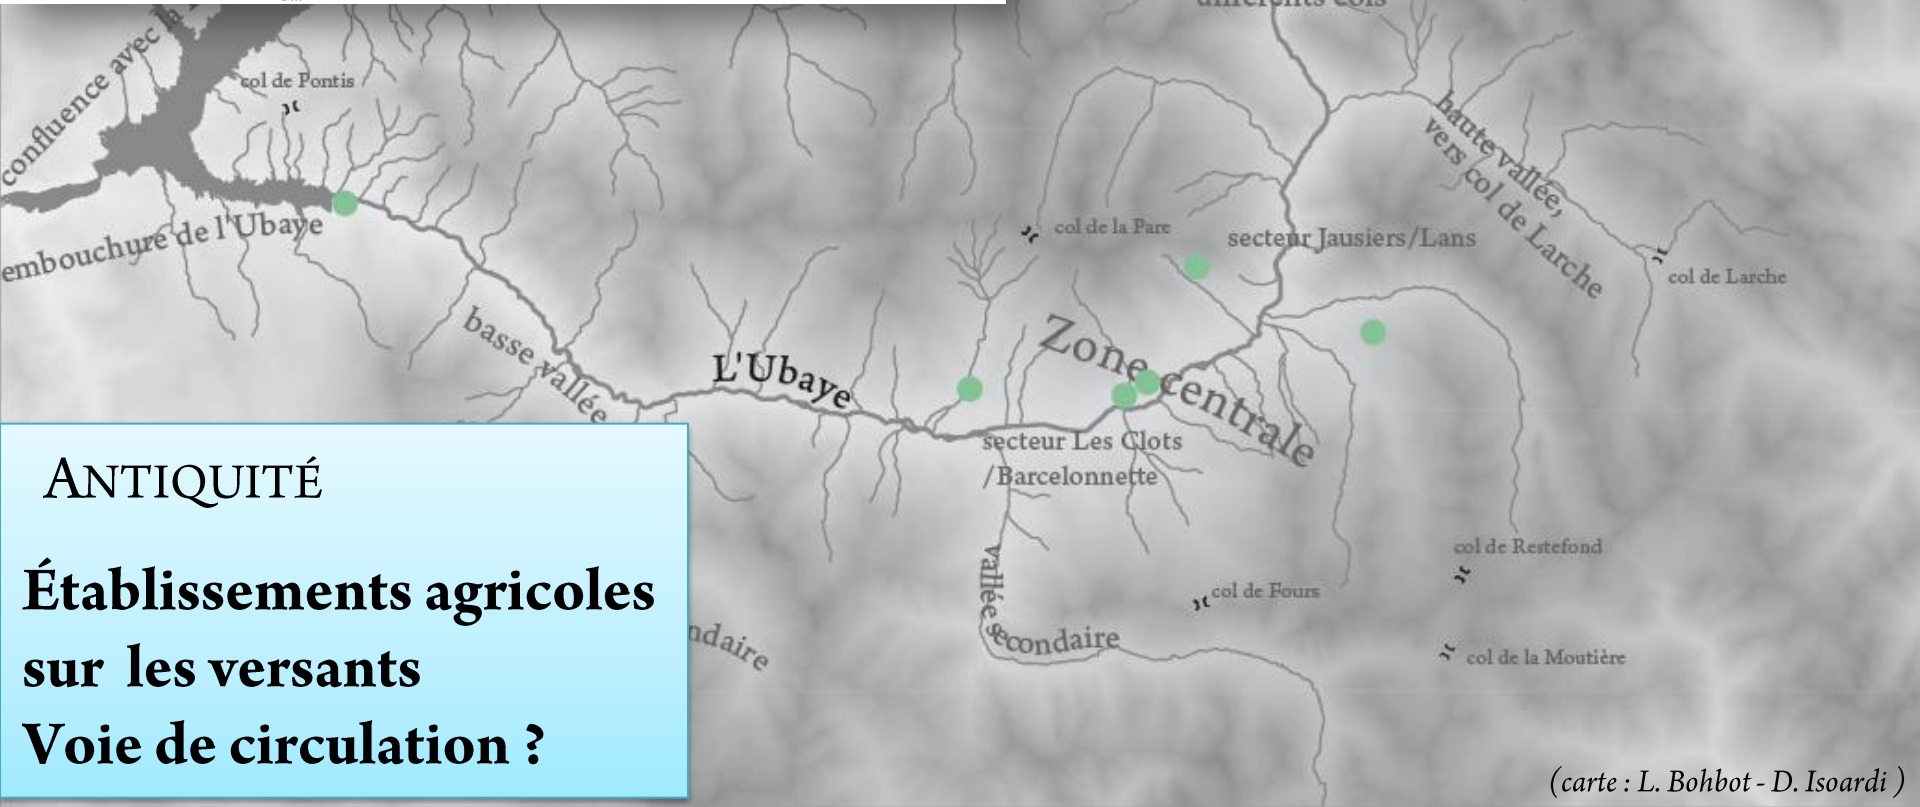 différents cols
confluence avec la
col de Pontis
embouchure de l'Ubaye
haute vallée,
vers col de Larche
col de la Pare
secteur Jausiers/Lans
col de Larche
basse vallée
L'Ubaye
Zone centrale
secteur Les Clots
/Barcelonnette
ANTIQUITÉ
Établissements agricoles
sur les versants
Voie de circulation ?
vallée secondaire
ndaire
col de Fours
col de Restefond
col de la Moutière
(carte : L. Bohbot - D. Isoardi )